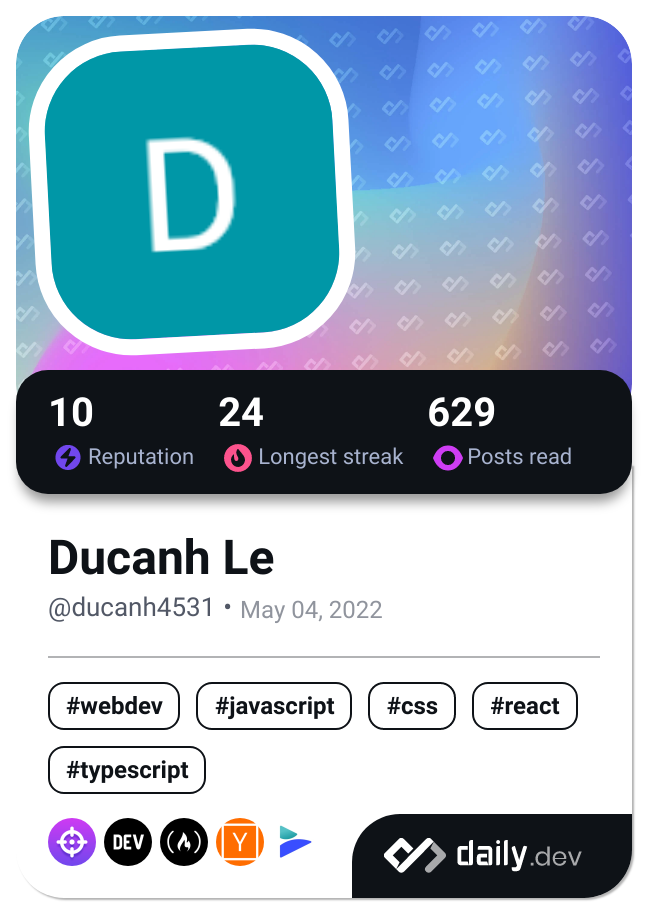 D
10 24 629
Reputation Longest streak Posts read
Ducanh Le
@ducanh4531 • May 04, 2022
#webdev #javascript #css #react
#typescript
DEV Y daily.dev